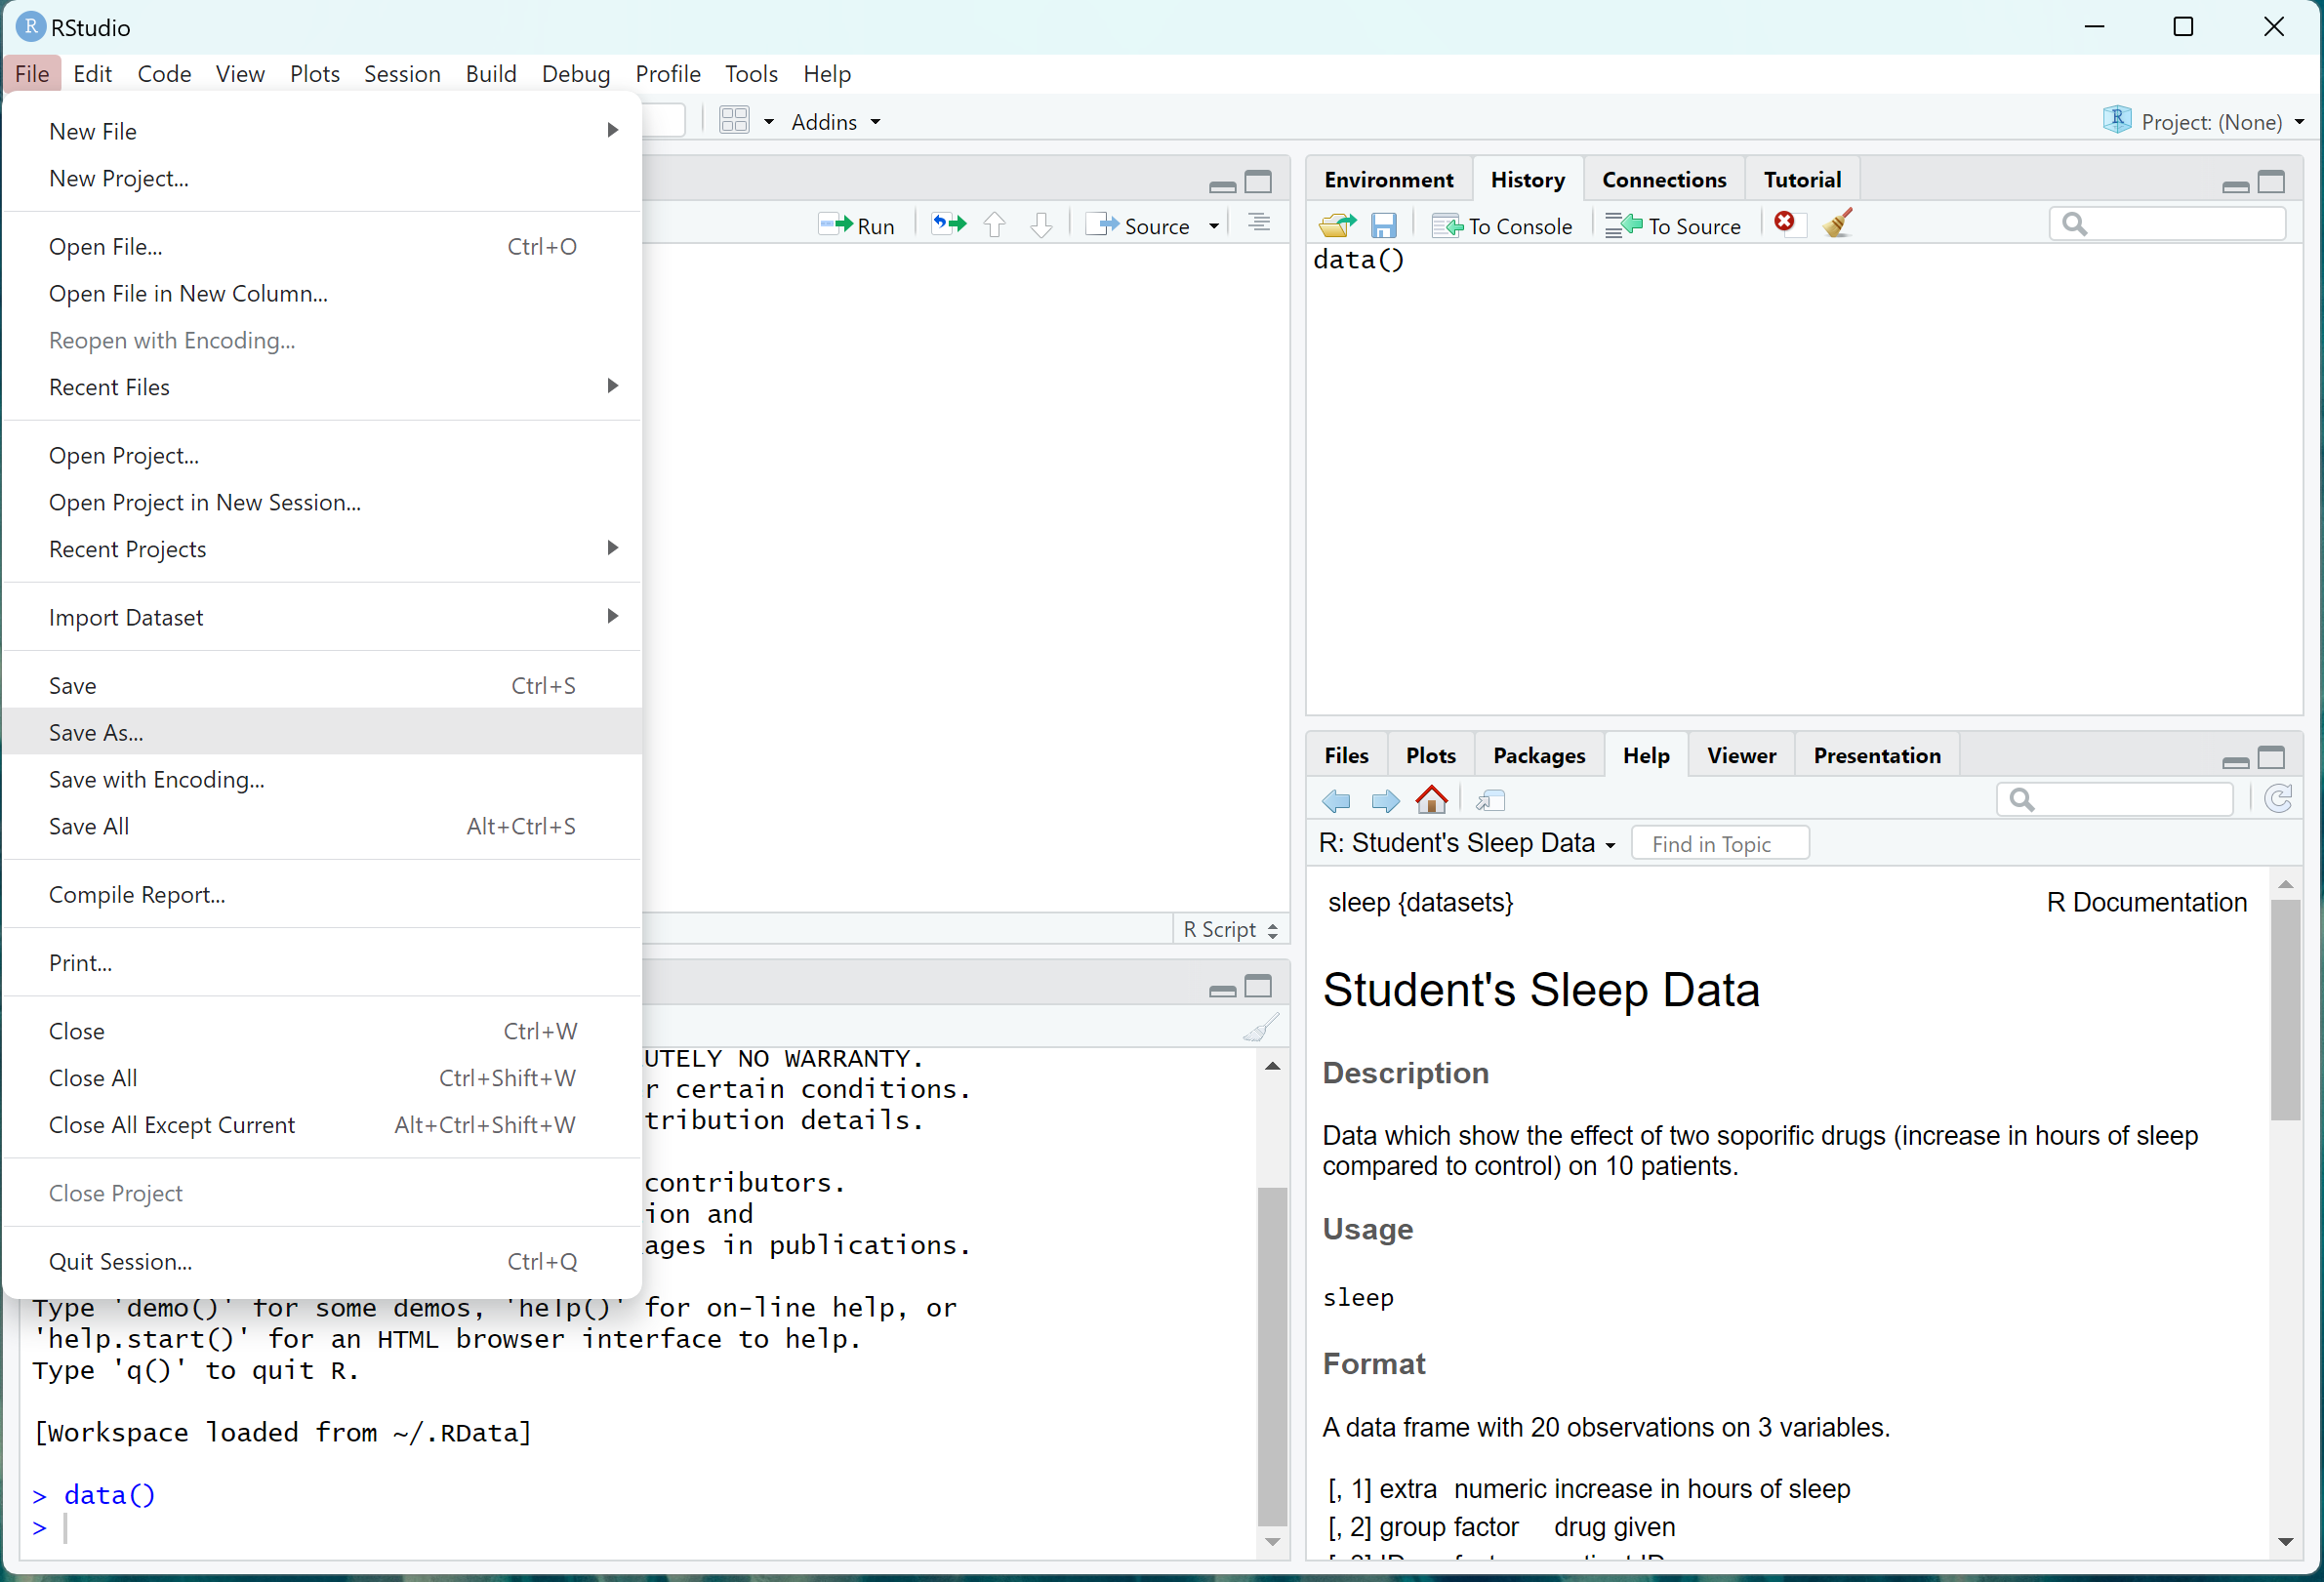 RStudio
File Edit Code View Plots Session Build Debug Profile Tools Help
Addins
Project: (None)
New File
New Project...
Open File... Ctrl+O
Open File in New Column...
Reopen with Encoding...
Recent Files
Open Project...
Open Project in New Session...
Recent Projects
Import Dataset
Save Ctrl+S
Save As...
Save with Encoding...
Save All Alt+Ctrl+S
Compile Report...
Print...
Close Ctrl+W
Close All Ctrl+Shift+W
Close All Except Current Alt+Ctrl+Shift+W
Close Project
Quit Session... Ctrl+Q
Run Source
R Script
UTELY NO WARRANTY.
r certain conditions.
tribution details.
contributors.
ion and
ages in publications.
Type 'demo()' for some demos, 'help()' for on-line help, or
'help.start()' for an HTML browser interface to help.
Type 'q()' to quit R.
[Workspace loaded from ~/.RData]
> data()
>
Environment History Connections Tutorial
To Console To Source
data()
Files Plots Packages Help Viewer Presentation
R: Student's Sleep Data Find in Topic
sleep {datasets} R Documentation
Student's Sleep Data
Description
Data which show the effect of two soporific drugs (increase in hours of sleep
compared to control) on 10 patients.
Usage
sleep
Format
A data frame with 20 observations on 3 variables.
[, 1] extra numeric increase in hours of sleep
[, 2] group factor drug given